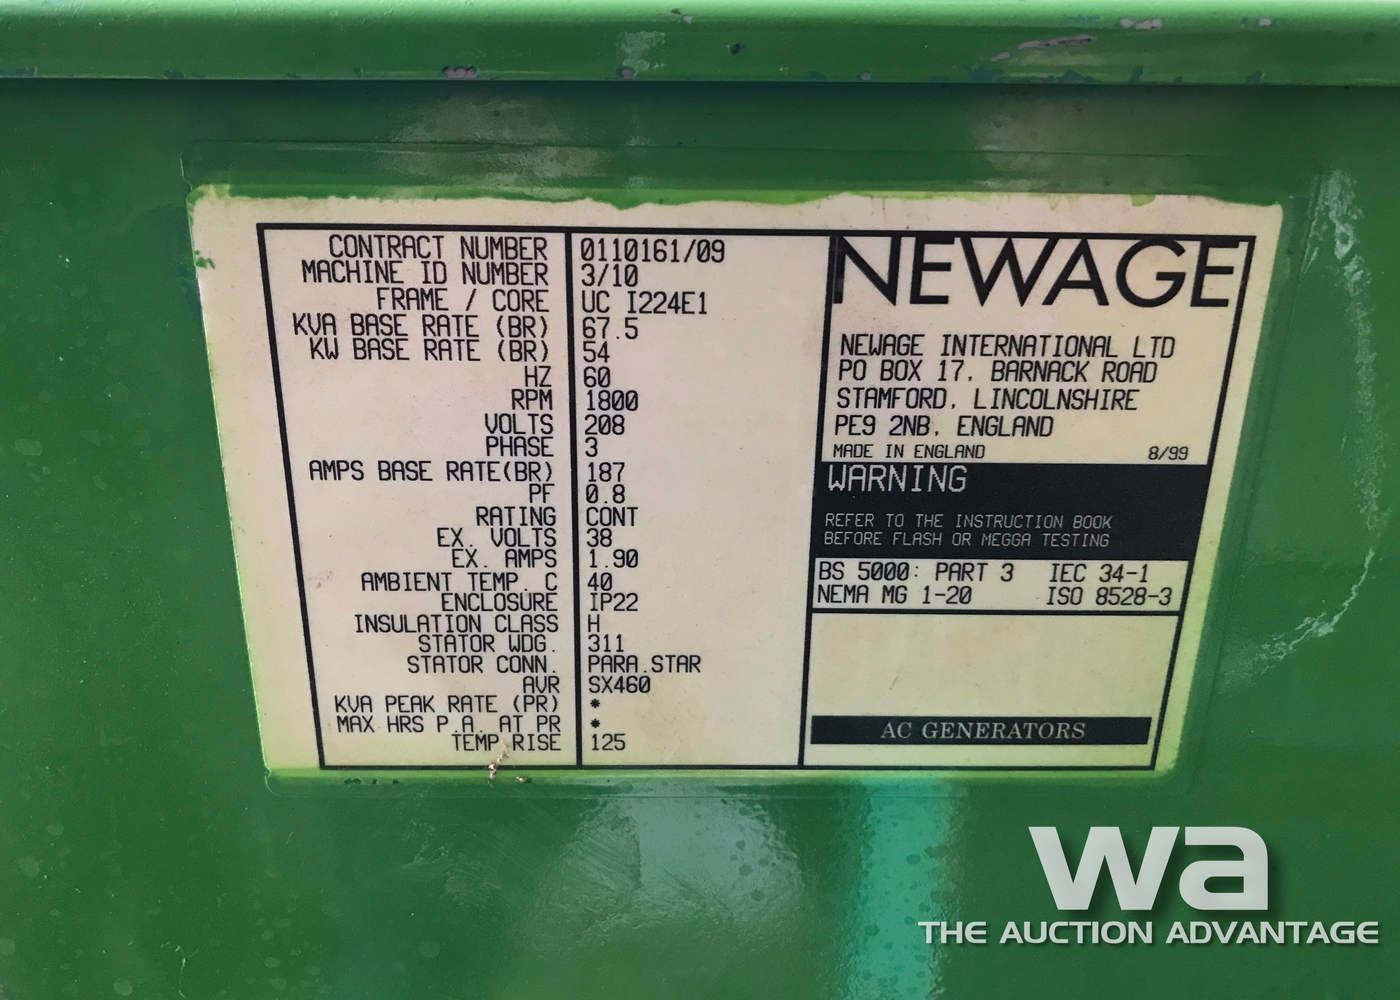 CONTRACT NUMBER 0110161/09
MACHINE ID NUMBER 3/10
FRAME / CORE UC I224E1
KVA BASE RATE (BR) 67.5
KW BASE RATE (BR) 54
HZ 60
RPM 1800
VOLTS 208
PHASE 3
AMPS BASE RATE(BR) 187
PF 0.8
RATING CONT
EX. VOLTS 38
EX. AMPS 1.90
AMBIENT TEMP. C 40
ENCLOSURE IP22
INSULATION CLASS H
STATOR WDG. 311
STATOR CONN. PARA.STAR
AVR SX460
KVA PEAK RATE (PR) *
MAX HRS P.A. AT PR *
TEMP RISE 125
NEWAGE
NEWAGE INTERNATIONAL LTD
PO BOX 17, BARNACK ROAD
STAMFORD, LINCOLNSHIRE
PE9 2NB, ENGLAND
MADE IN ENGLAND 8/99
WARNING
REFER TO THE INSTRUCTION BOOK
BEFORE FLASH OR MEGGA TESTING
BS 5000: PART 3 IEC 34-1
NEMA MG 1-20 ISO 8528-3
AC GENERATORS
wa
THE AUCTION ADVANTAGE